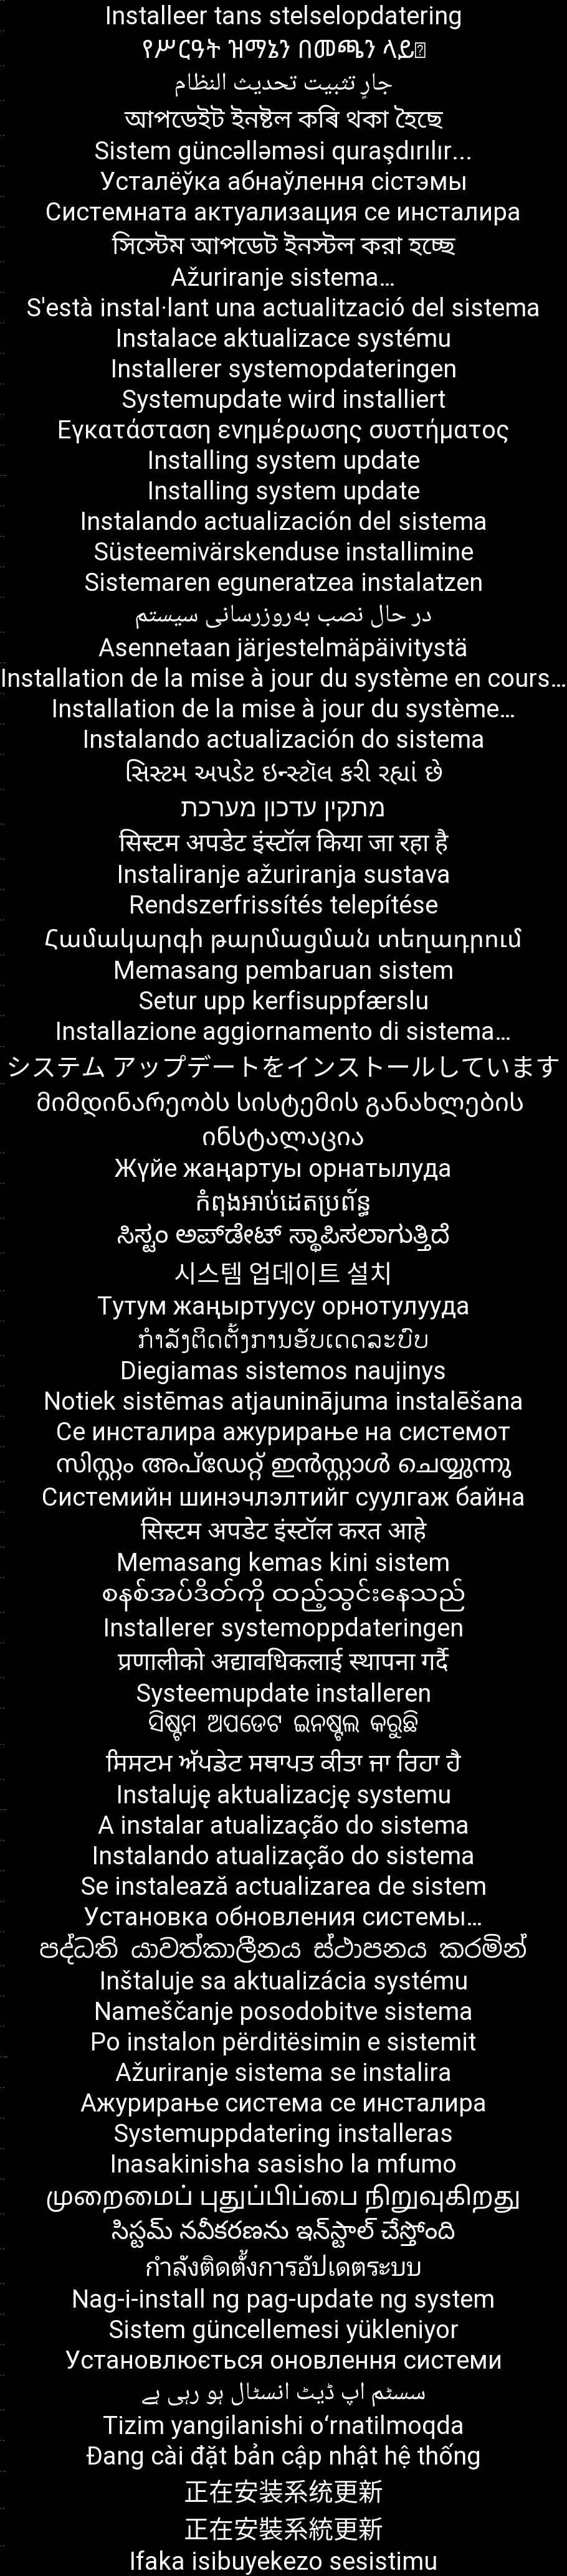 Installeer tans stelselopdatering
የሥርዓት ዝማኔን በመጫን ላይ
جارٍ تثبيت تحديث النظام
আপডেইট ইনষ্টল কৰি থকা হৈছে
Sistem güncəlləməsi quraşdırılır...
Усталёўка абнаўлення сістэмы
Системната актуализация се инсталира
সিস্টেম আপডেট ইনস্টল করা হচ্ছে
Ažuriranje sistema…
S'està instal·lant una actualització del sistema
Instalace aktualizace systému
Installerer systemopdateringen
Systemupdate wird installiert
Εγκατάσταση ενημέρωσης συστήματος
Installing system update
Installing system update
Instalando actualización del sistema
Süsteemivärskenduse installimine
Sistemaren eguneratzea instalatzen
در حال نصب به‌روزرسانی سیستم
Asennetaan järjestelmäpäivitystä
Installation de la mise à jour du système en cours…
Installation de la mise à jour du système…
Instalando actualización do sistema
સિસ્ટમ અપડેટ ઇન્સ્ટૉલ કરી રહ્યાં છે
מתקין עדכון מערכת
सिस्टम अपडेट इंस्टॉल किया जा रहा है
Instaliranje ažuriranja sustava
Rendszerfrissítés telepítése
Համակարգի թարմացման տեղադրում
Memasang pembaruan sistem
Setur upp kerfisuppfærslu
Installazione aggiornamento di sistema…
システム アップデートをインストールしています
მიმდინარეობს სისტემის განახლების
ინსტალაცია
Жүйе жаңартуы орнатылуда
កំពុងអាប់ដេតប្រព័ន្ធ
ಸಿಸ್ಟಂ ಅಪ್‌ಡೇಟ್ ಸ್ಥಾಪಿಸಲಾಗುತ್ತಿದೆ
시스템 업데이트 설치
Тутум жаңыртуусу орнотулууда
ກຳລັງຕິດຕັ້ງການອັບເດດລະບົບ
Diegiamas sistemos naujinys
Notiek sistēmas atjauninājuma instalēšana
Се инсталира ажурирање на системот
സിസ്റ്റം അപ്ഡേറ്റ് ഇൻസ്റ്റാൾ ചെയ്യുന്നു
Системийн шинэчлэлтийг суулгаж байна
सिस्टम अपडेट इंस्टॉल करत आहे
Memasang kemas kini sistem
စနစ်အပ်ဒိတ်ကို ထည့်သွင်းနေသည်
Installerer systemoppdateringen
प्रणालीको अद्यावधिकलाई स्थापना गर्दै
Systeemupdate installeren
ସିଷ୍ଟମ ଅପଡେଟ ଇନଷ୍ଟଲ କରୁଛି
ਸਿਸਟਮ ਅੱਪਡੇਟ ਸਥਾਪਤ ਕੀਤਾ ਜਾ ਰਿਹਾ ਹੈ
Instaluję aktualizację systemu
A instalar atualização do sistema
Instalando atualização do sistema
Se instalează actualizarea de sistem
Установка обновления системы…
පද්ධති යාවත්කාලීනය ස්ථාපනය කරමින්
Inštaluje sa aktualizácia systému
Nameščanje posodobitve sistema
Po instalon përditësimin e sistemit
Ažuriranje sistema se instalira
Ажурирање система се инсталира
Systemuppdatering installeras
Inasakinisha sasisho la mfumo
முறைமைப் புதுப்பிப்பை நிறுவுகிறது
సిస్టమ్ నవీకరణను ఇన్‌స్టాల్ చేస్తోంది
กำลังติดตั้งการอัปเดตระบบ
Nag-i-install ng pag-update ng system
Sistem güncellemesi yükleniyor
Установлюється оновлення системи
سسٹم اپ ڈیٹ انسٹال ہو رہی ہے
Tizim yangilanishi o‘rnatilmoqda
Đang cài đặt bản cập nhật hệ thống
正在安装系统更新
正在安裝系統更新
Ifaka isibuyekezo sesistimu